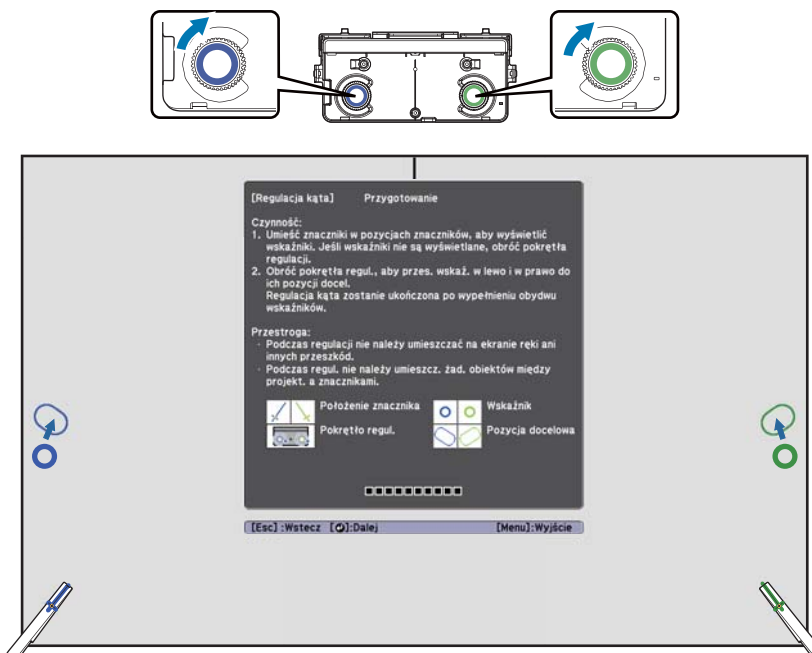 [Regulacja kąta] Przygotowanie
Czynność:
1. Umieść znaczniki w pozycjach znaczników, aby wyświetlić
wskaźniki. Jeśli wskaźniki nie są wyświetlane, obróć pokrętła
regulacji.
2. Obróć pokrętła regul., aby przes. wskaź. w lewo i w prawo do
ich pozycji docel.
Regulacja kąta zostanie ukończona po wypełnieniu obydwu
wskaźników.
Przestroga:
· Podczas regulacji nie należy umieszczać na ekranie ręki ani
innych przeszkód.
· Podczas regul. nie należy umieszcz. żad. obiektów między
projekt. a znacznikami.
Położenie znacznika Wskaźnik
Pokrętło regul. Pozycja docelowa
[Esc] :Wstecz [⏎]:Dalej [Menu]:Wyjście